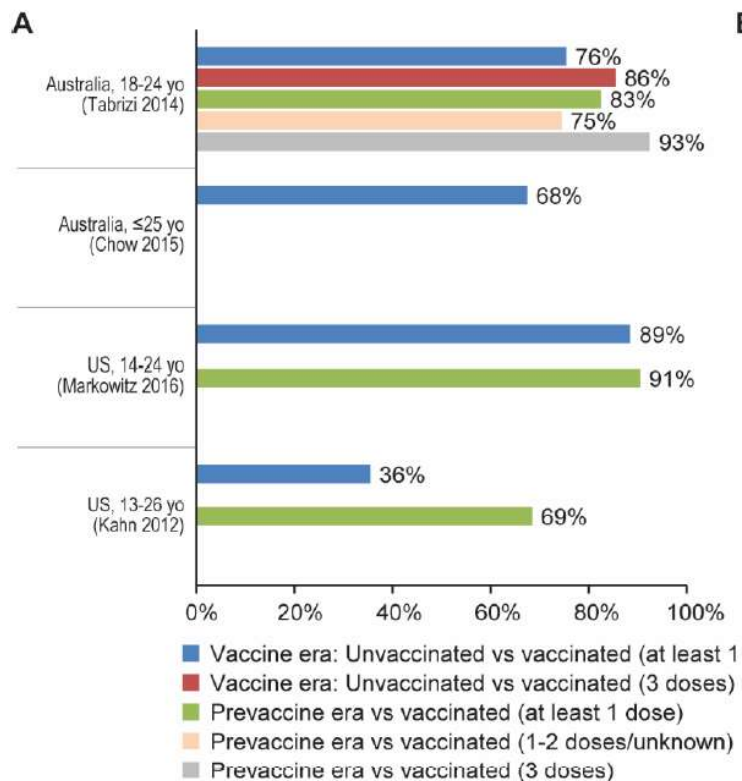 A
Australia, 18-24 yo
(Tabrizi 2014)
76%
86%
83%
75%
93%
Australia, ≤25 yo
(Chow 2015)
68%
US, 14-24 yo
(Markowitz 2016)
89%
91%
US, 13-26 yo
(Kahn 2012)
36%
69%
0% 20% 40% 60% 80% 100%
Vaccine era: Unvaccinated vs vaccinated (at least 1
Vaccine era: Unvaccinated vs vaccinated (3 doses)
Prevaccine era vs vaccinated (at least 1 dose)
Prevaccine era vs vaccinated (1-2 doses/unknown)
Prevaccine era vs vaccinated (3 doses)